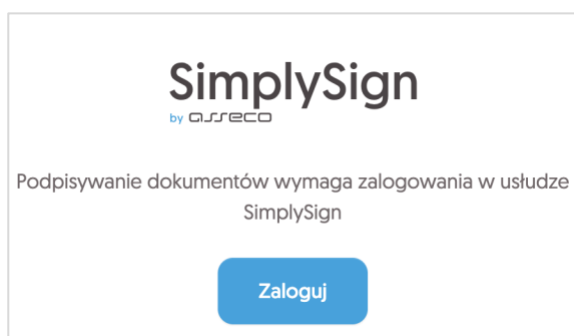 SimplySign
by asseco
Podpisywanie dokumentów wymaga zalogowania w usłudze
SimplySign
Zaloguj